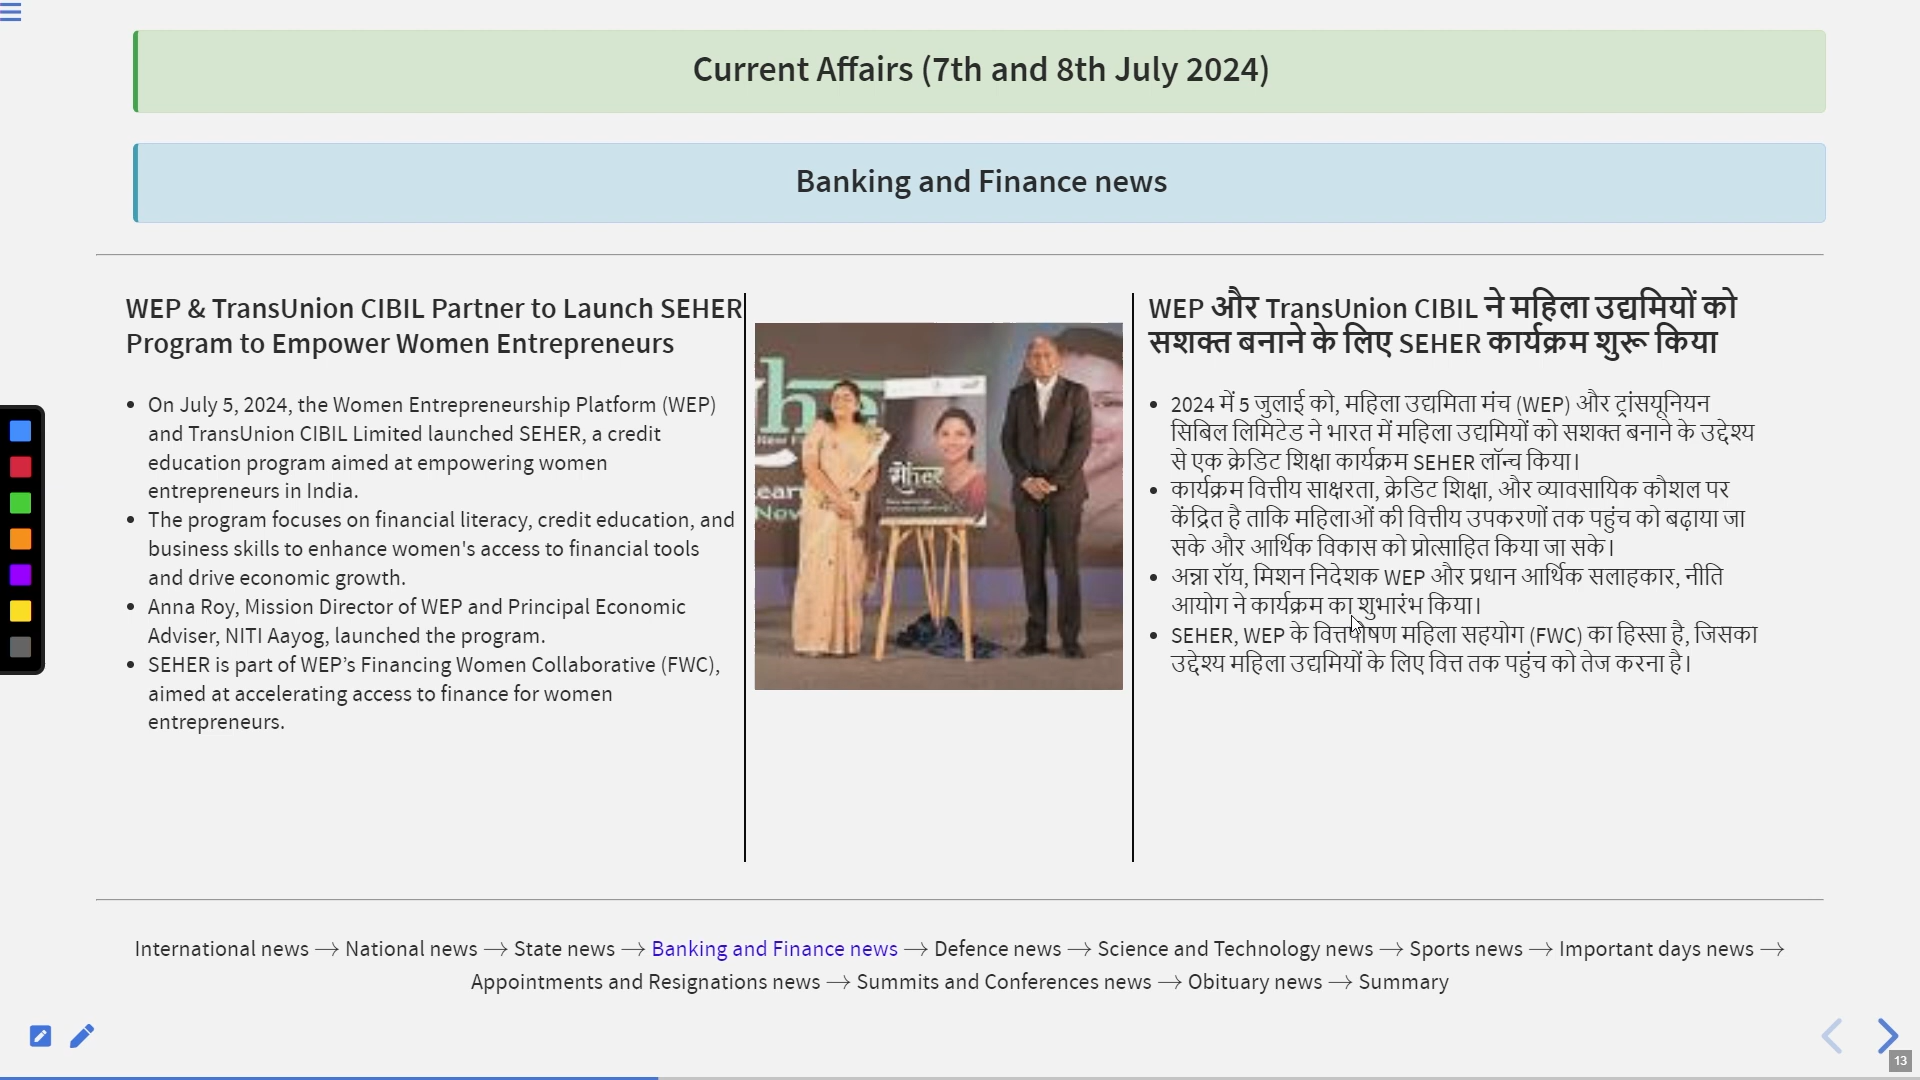 Current Affairs (7th and 8th July 2024)
Banking and Finance news
WEP & TransUnion CIBIL Partner to Launch SEHER
Program to Empower Women Entrepreneurs
• On July 5, 2024, the Women Entrepreneurship Platform (WEP)
and TransUnion CIBIL Limited launched SEHER, a credit
education program aimed at empowering women
entrepreneurs in India.
• The program focuses on financial literacy, credit education, and
business skills to enhance women's access to financial tools
and drive economic growth.
• Anna Roy, Mission Director of WEP and Principal Economic
Adviser, NITI Aayog, launched the program.
• SEHER is part of WEP’s Financing Women Collaborative (FWC),
aimed at accelerating access to finance for women
entrepreneurs.
he
सेहेर
WEP और TransUnion CIBIL ने महिला उद्यमियों को
सशक्त बनाने के लिए SEHER कार्यक्रम शुरू किया
• 2024 में 5 जुलाई को, महिला उद्यमिता मंच (WEP) और ट्रांसयूनियन
सिबिल लिमिटेड ने भारत में महिला उद्यमियों को सशक्त बनाने के उद्देश्य
से एक क्रेडिट शिक्षा कार्यक्रम SEHER लॉन्च किया।
• कार्यक्रम वित्तीय साक्षरता, क्रेडिट शिक्षा, और व्यावसायिक कौशल पर
केंद्रित है ताकि महिलाओं की वित्तीय उपकरणों तक पहुंच को बढ़ाया जा
सके और आर्थिक विकास को प्रोत्साहित किया जा सके।
• अन्ना रॉय, मिशन निदेशक WEP और प्रधान आर्थिक सलाहकार, नीति
आयोग ने कार्यक्रम का शुभारंभ किया।
• SEHER, WEP के वित्तपोषण महिला सहयोग (FWC) का हिस्सा है, जिसका
उद्देश्य महिला उद्यमियों के लिए वित्त तक पहुंच को तेज करना है।
International news → National news → State news → Banking and Finance news → Defence news → Science and Technology news → Sports news → Important days news →
Appointments and Resignations news → Summits and Conferences news → Obituary news → Summary
13